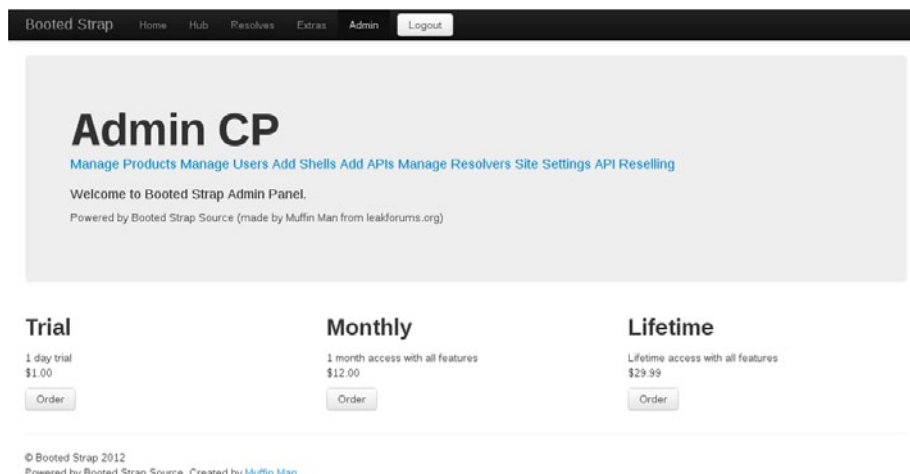 Booted Strap Home Hub Resolves Extras Admin Logout
Admin CP
Manage Products Manage Users Add Shells Add APIs Manage Resolvers Site Settings API Reselling
Welcome to Booted Strap Admin Panel.
Powered by Booted Strap Source (made by Muffin Man from leakforums.org)
Trial
1 day trial
$1.00
Order
Monthly
1 month access with all features
$12.00
Order
Lifetime
Lifetime access with all features
$29.99
Order
© Booted Strap 2012
Powered by Booted Strap Source. Created by Muffin Man